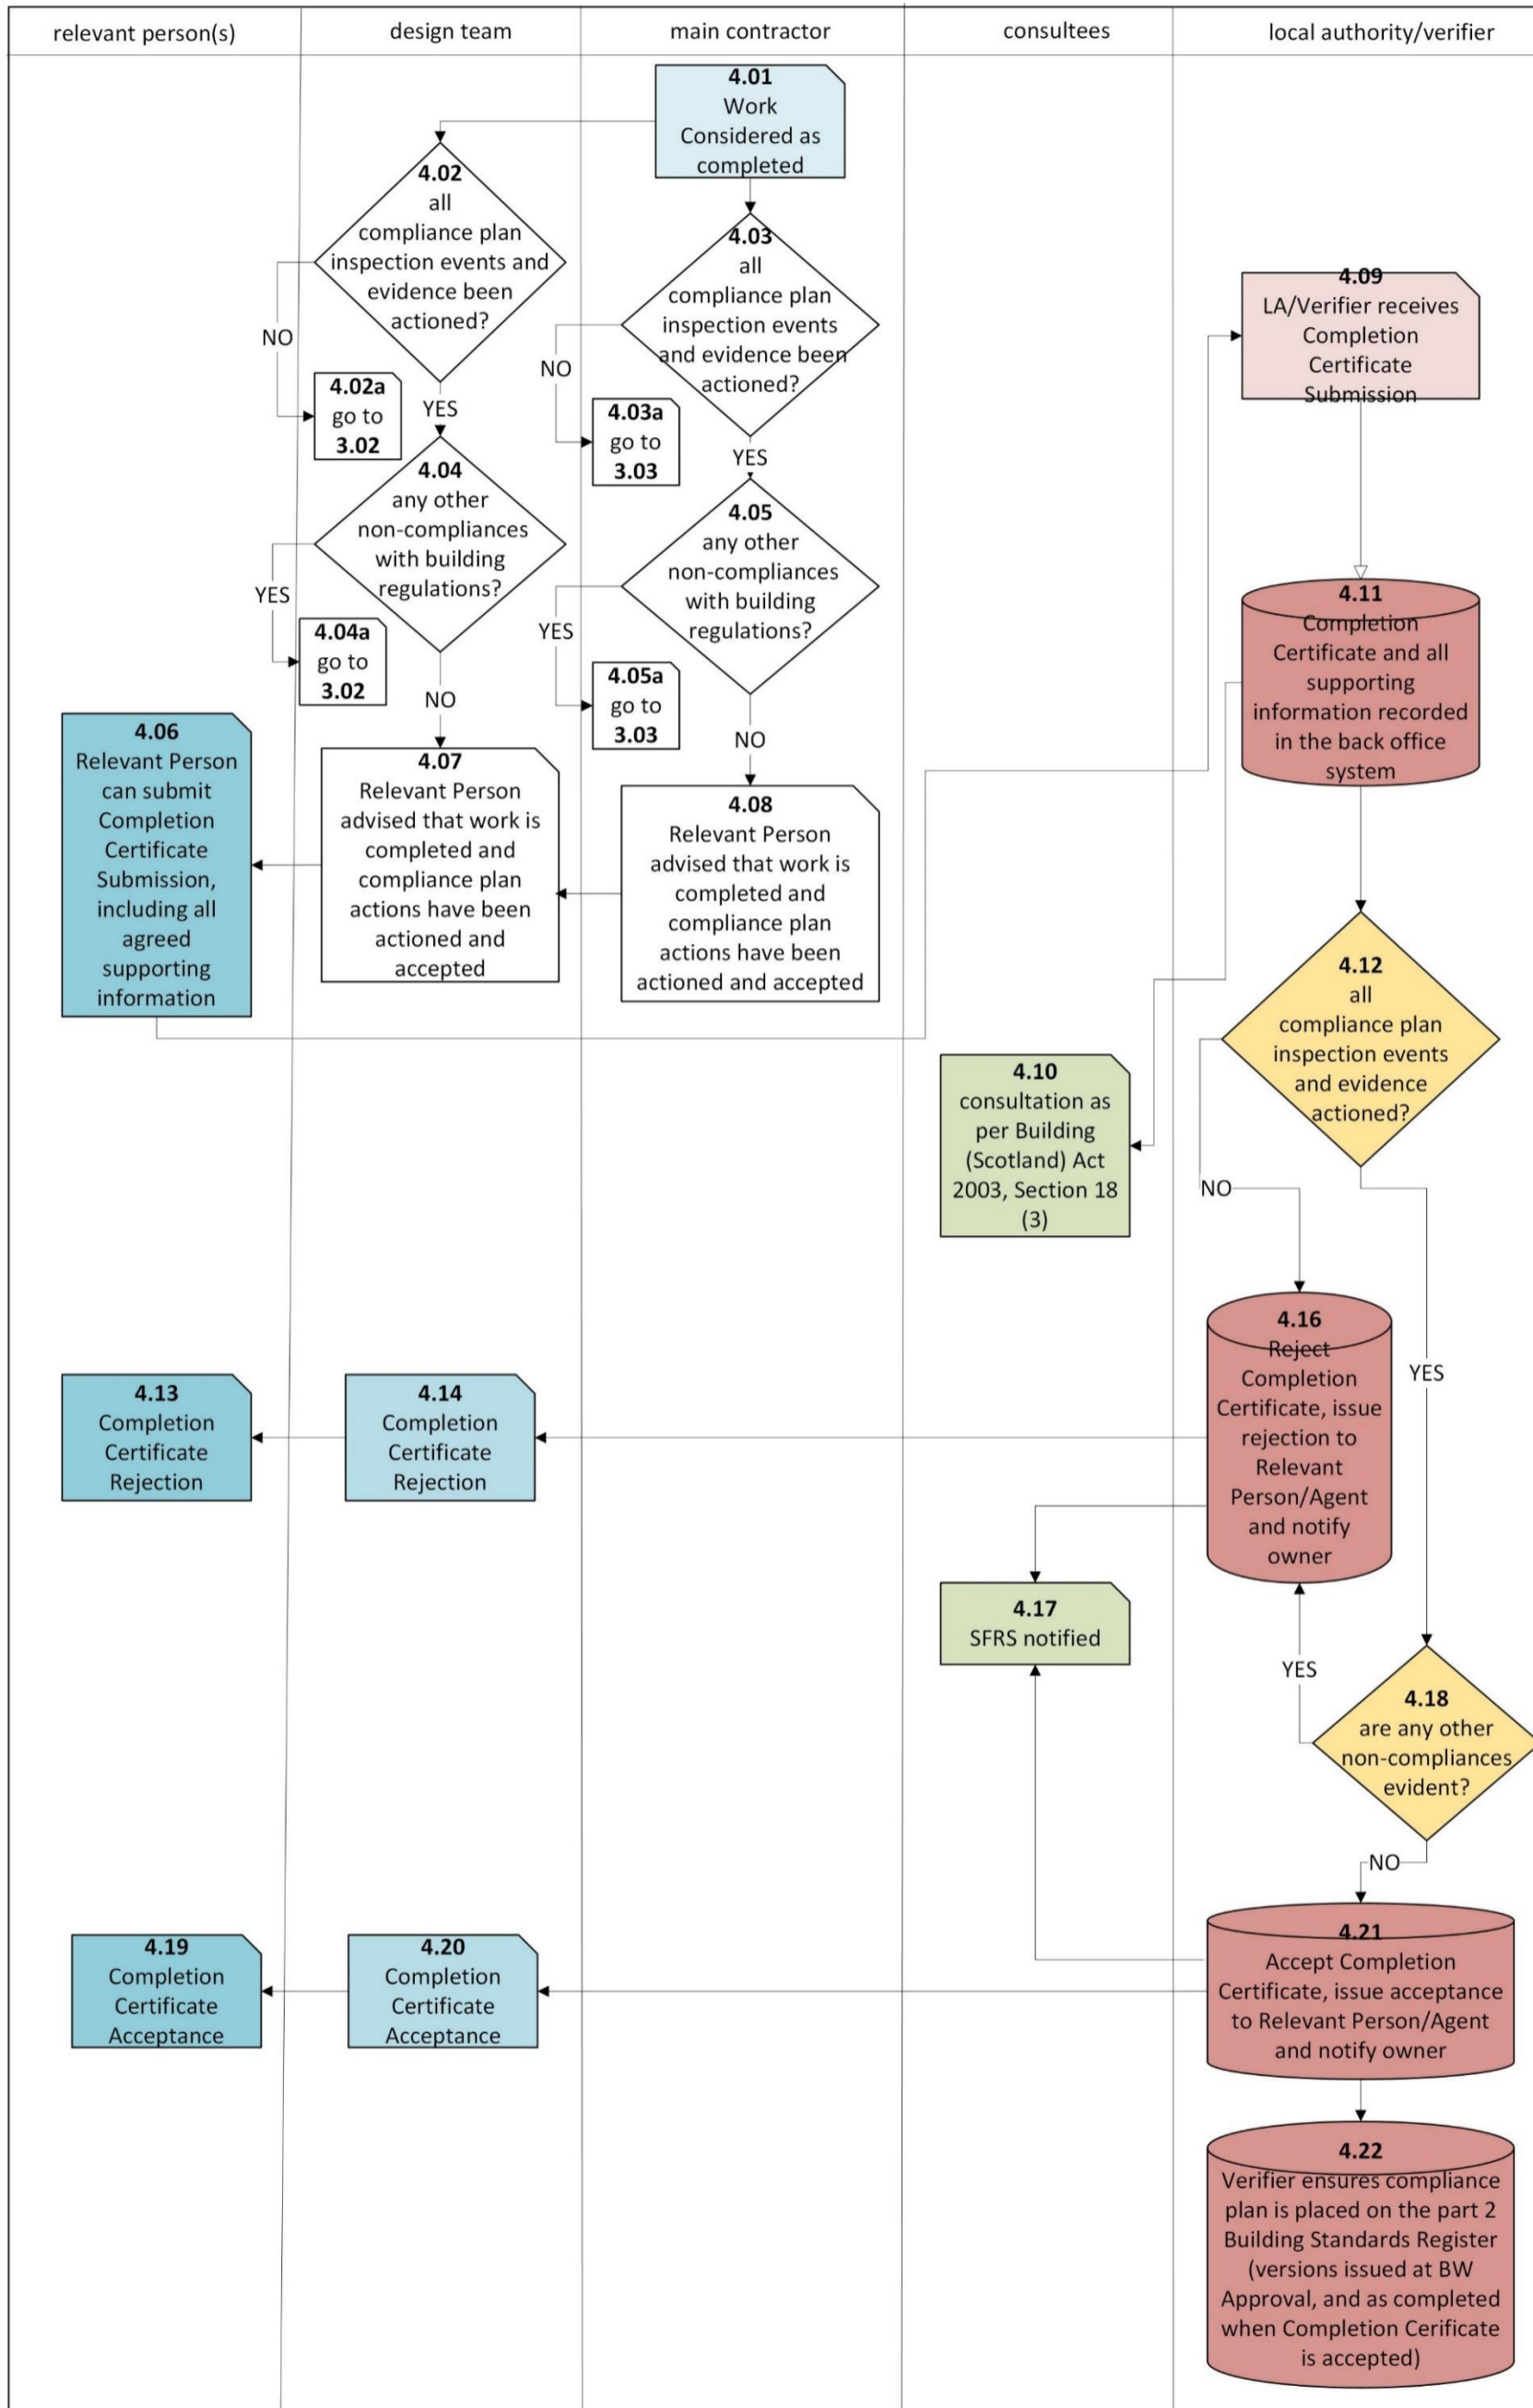 relevant person(s)
design team
main contractor
consultees
local authority/verifier
4.01
Work
Considered as
completed
4.02
all
compliance plan
inspection events and
evidence been
actioned?
NO
4.02a
go to
3.02
YES
4.03
all
compliance plan
inspection events
and evidence been
actioned?
NO
4.03a
go to
3.03
YES
4.04
any other
non-compliances
with building
regulations?
YES
4.04a
go to
3.02
NO
4.05
any other
non-compliances
with building
regulations?
YES
4.05a
go to
3.03
NO
4.06
Relevant Person
can submit
Completion
Certificate
Submission,
including all
agreed
supporting
information
4.07
Relevant Person
advised that work is
completed and
compliance plan
actions have been
actioned and
accepted
4.08
Relevant Person
advised that work is
completed and
compliance plan
actions have been
actioned and accepted
4.09
LA/Verifier receives
Completion
Certificate
Submission
4.11
Completion
Certificate and all
supporting
information recorded
in the back office
system
4.10
consultation as
per Building
(Scotland) Act
2003, Section 18
(3)
4.12
all
compliance plan
inspection events
and evidence
actioned?
NO
YES
4.13
Completion
Certificate
Rejection
4.14
Completion
Certificate
Rejection
4.16
Reject
Completion
Certificate, issue
rejection to
Relevant
Person/Agent
and notify
owner
4.17
SFRS notified
YES
4.18
are any other
non-compliances
evident?
NO
4.19
Completion
Certificate
Acceptance
4.20
Completion
Certificate
Acceptance
4.21
Accept Completion
Certificate, issue acceptance
to Relevant Person/Agent
and notify owner
4.22
Verifier ensures compliance
plan is placed on the part 2
Building Standards Register
(versions issued at BW
Approval, and as completed
when Completion Cerificate
is accepted)